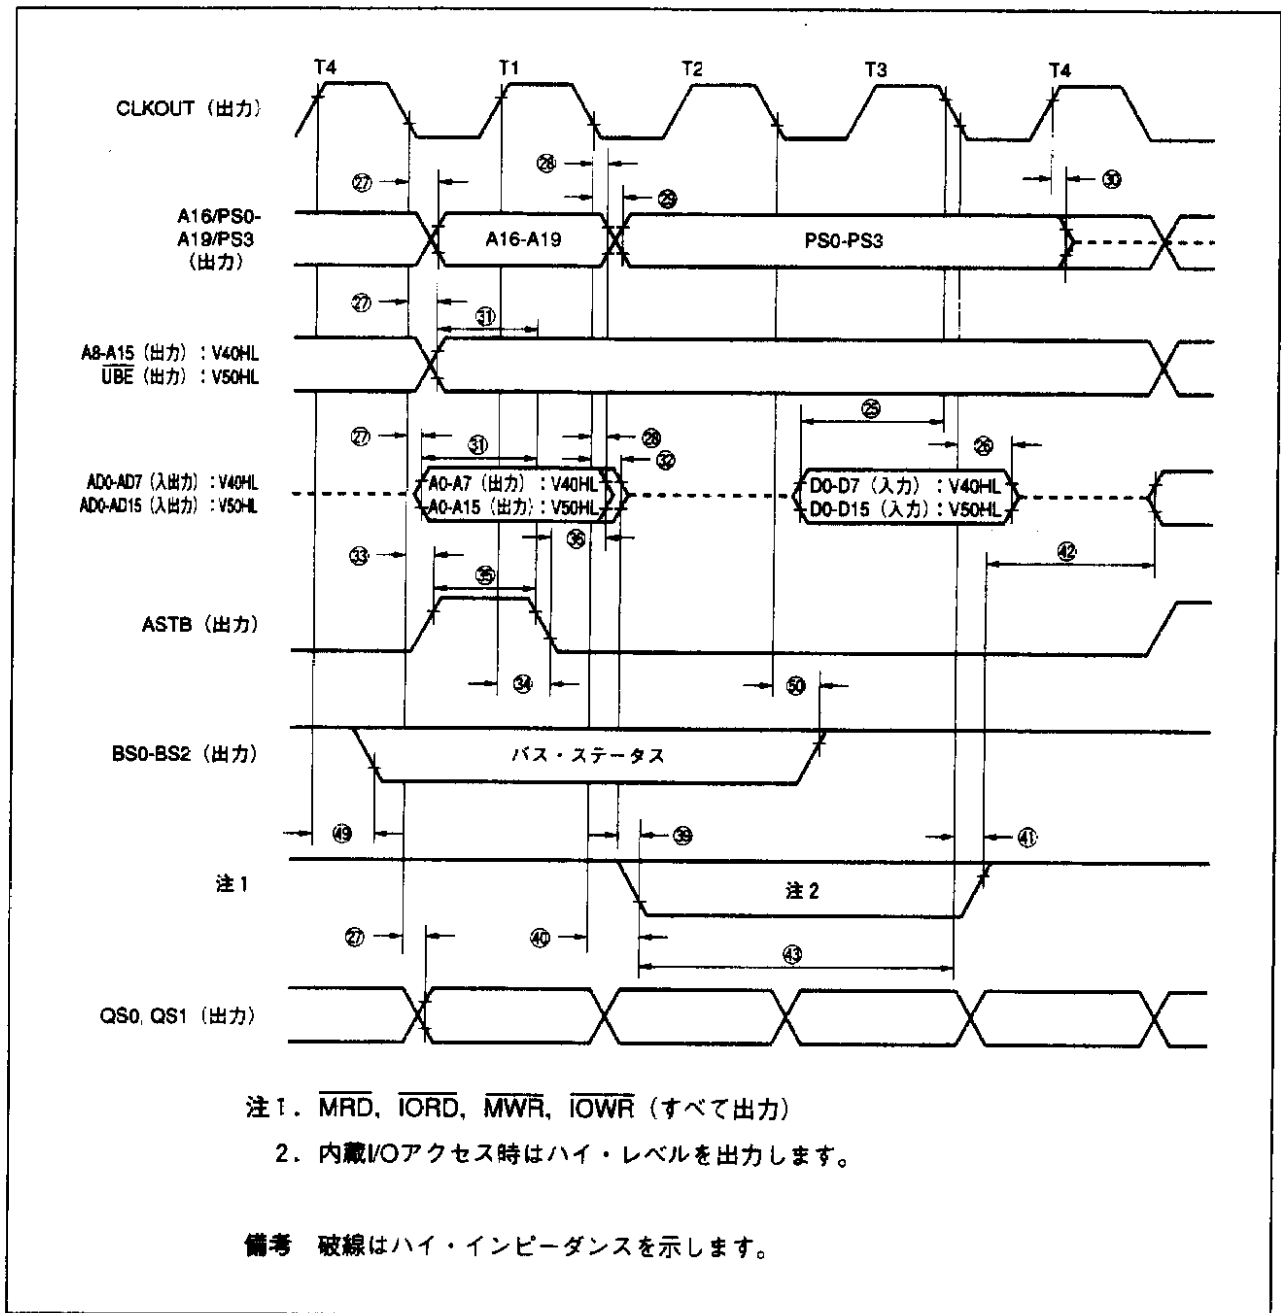 T4 T1 T2 T3 T4
CLKOUT（出力）
㉘
㉗ ㉙ ㉚
A16/PS0-
A19/PS3
（出力）
A16-A19 PS0-PS3
㉗ ㉛
A8-A15（出力）：V40HL
UBE（出力）：V50HL
㉕
㉗ ㉛ ㉘ ㉖
㉜
AD0-AD7（入出力）：V40HL
AD0-AD15（入出力）：V50HL
A0-A7（出力）：V40HL
A0-A15（出力）：V50HL
D0-D7（入力）：V40HL
D0-D15（入力）：V50HL
㊱
㉝ ㉟ ㊷
ASTB（出力）
㉞ ㊿
BS0-BS2（出力） バス・ステータス
㊾ ㊴ ㊶
注1 注2
㉗ ㊵ ㊸
QS0, QS1（出力）
注1．MRD, IORD, MWR, IOWR（すべて出力）
2．内蔵I/Oアクセス時はハイ・レベルを出力します。
備考 破線はハイ・インピーダンスを示します。